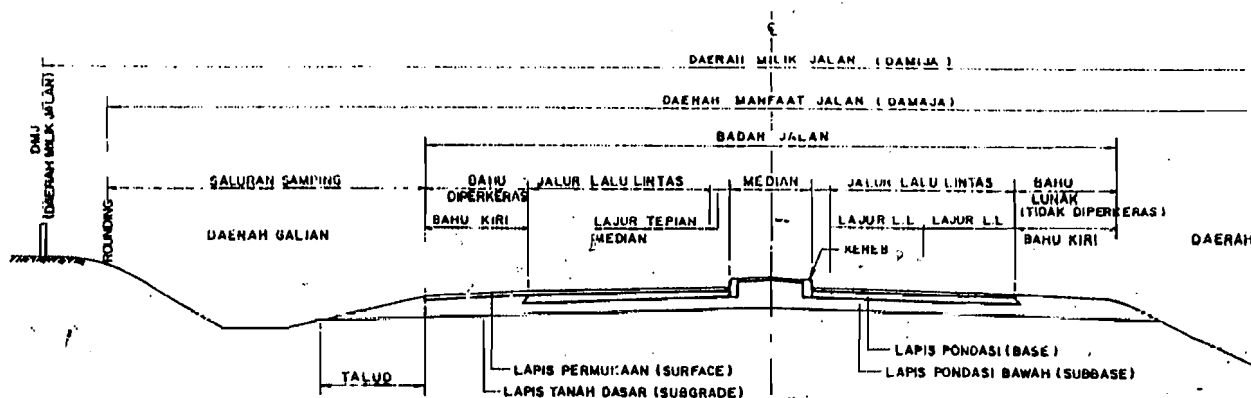 ℄
DAERAH MILIK JALAN (DAMIJA)
DAERAH MANFAAT JALAN (DAMAJA)
BADAH JALAN
DMJ
(DAERAH MILIK JALAN)
ROUNDING
SALURAN SAMPING
BAHU
DIPERKERAS
JALUR LALU LINTAS
MEDIAN
JALUR LALU LINTAS
BAHU
LUNAK
(TIDAK DIPERKERAS)
BAHU KIRI
LAJUR TEPIAN
MEDIAN
LAJUR L.L
LAJUR L.L
BAHU KIRI
DAERAH GALIAN
DAERAH
KEREB
LAPIS PONDASI (BASE)
LAPIS PONDASI BAWAH (SUBBASE)
LAPIS PERMUKAAN (SURFACE)
LAPIS TANAH DASAR (SUBGRADE)
TALUD